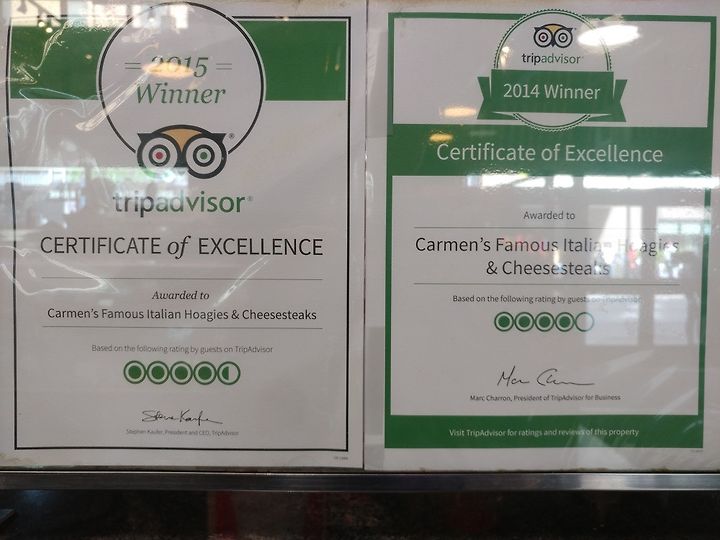 = 2015 =
Winner
tripadvisor®
CERTIFICATE of EXCELLENCE
Awarded to
Carmen's Famous Italian Hoagies & Cheesesteaks
Based on the following rating by guests on TripAdvisor
Stephen Kaufer, President and CEO, TripAdvisor
tripadvisor
2014 Winner
Certificate of Excellence
Awarded to
Carmen's Famous Italian Hoagies
& Cheesesteaks
Based on the following rating by guests on TripAdvisor:
Marc Charron, President of TripAdvisor for Business
Visit TripAdvisor for ratings and reviews of this property